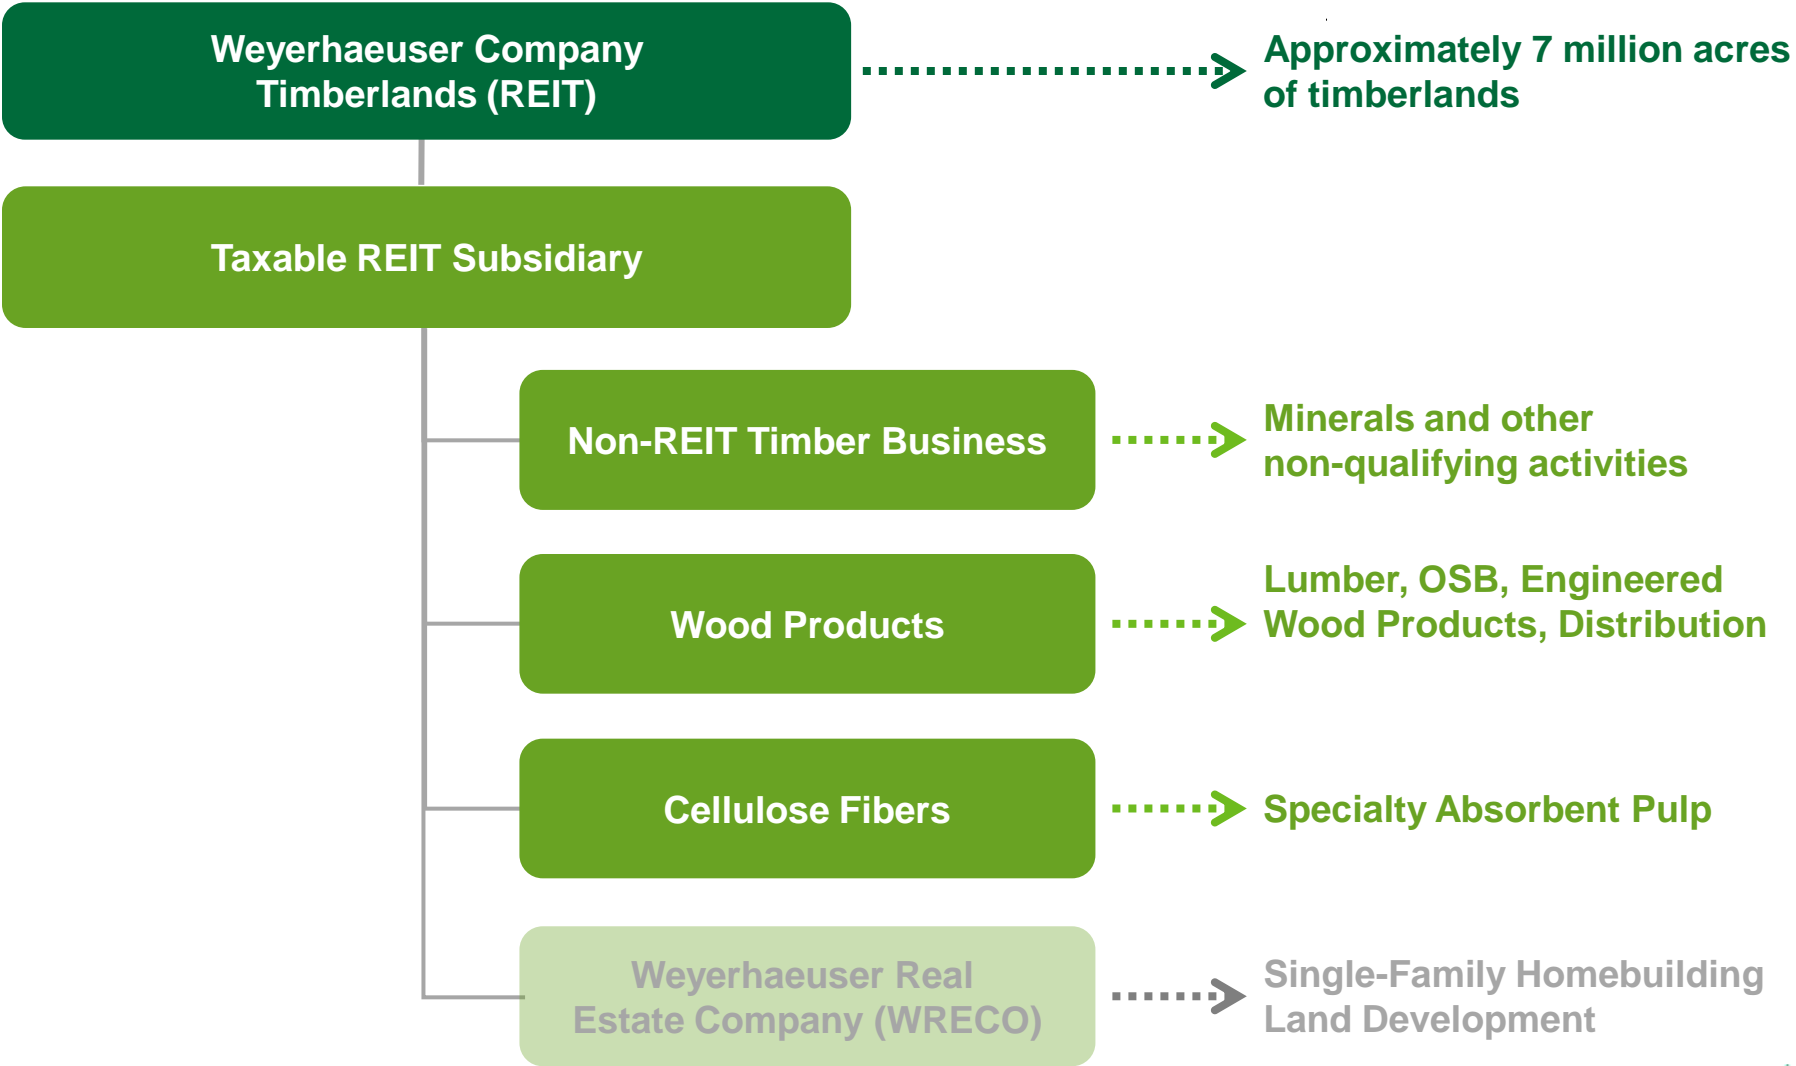 Weyerhaeuser Company
Timberlands (REIT)
Approximately 7 million acres
of timberlands
Taxable REIT Subsidiary
Non-REIT Timber Business
Minerals and other
non-qualifying activities
Wood Products
Lumber, OSB, Engineered
Wood Products, Distribution
Cellulose Fibers
Specialty Absorbent Pulp
Weyerhaeuser Real
Estate Company (WRECO)
Single-Family Homebuilding
Land Development